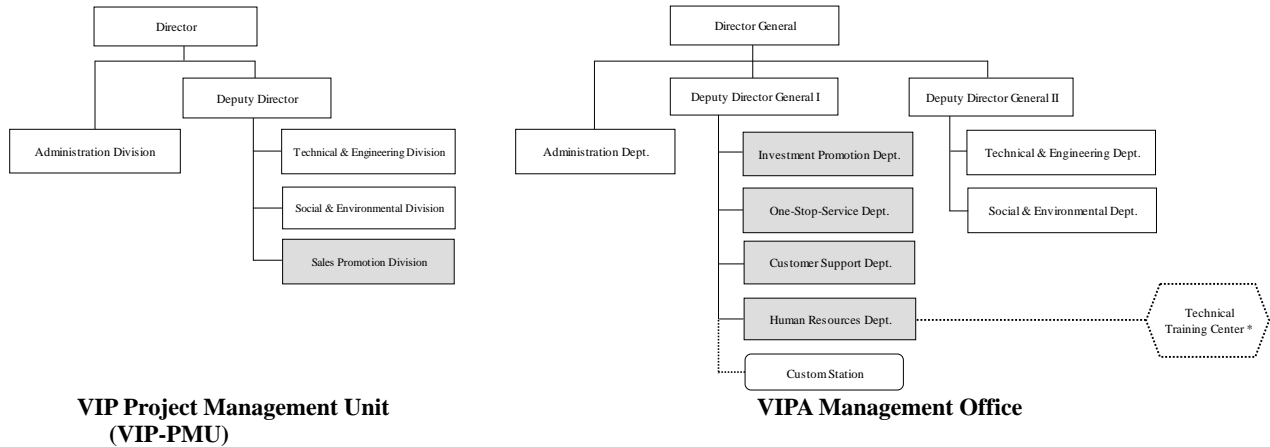 Director
Deputy Director
Administration Division
Technical & Engineering Division
Social & Environmental Division
Sales Promotion Division
VIP Project Management Unit
(VIP-PMU)
Director General
Deputy Director General I
Deputy Director General II
Administration Dept.
Investment Promotion Dept.
One-Stop-Service Dept.
Customer Support Dept.
Human Resources Dept.
Custom Station
Technical & Engineering Dept.
Social & Environmental Dept.
Technical
Training Center *
VIPA Management Office